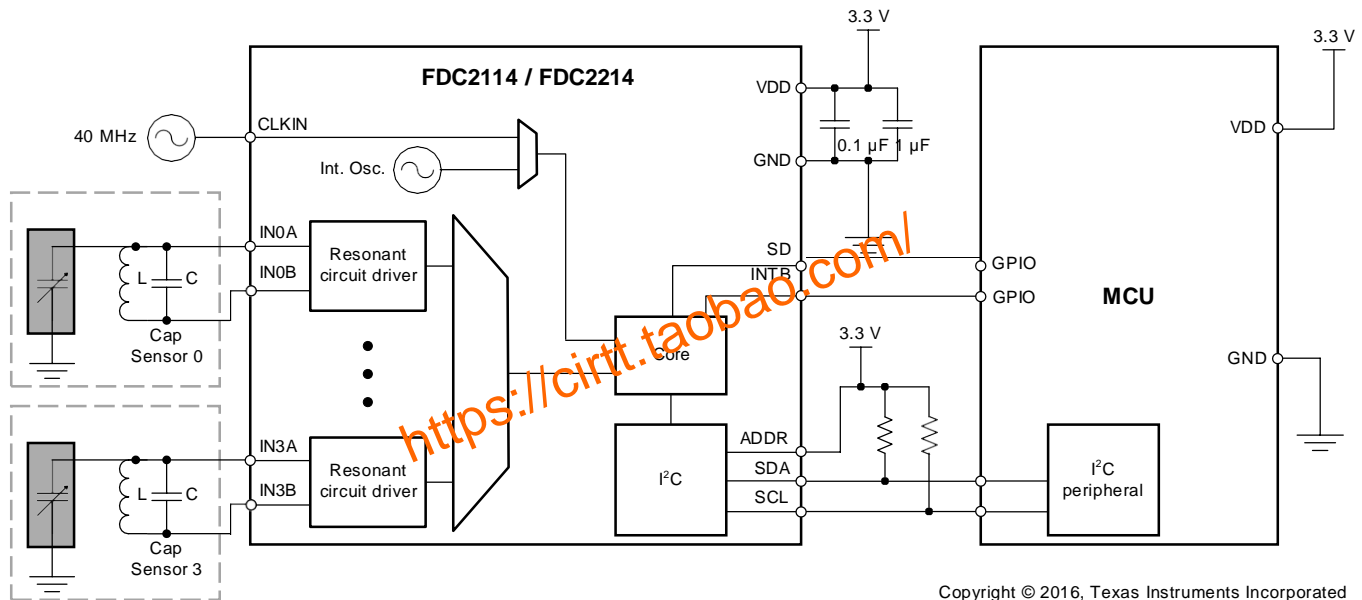 3.3 V
3.3 V
FDC2114 / FDC2214
VDD
40 MHz
CLKIN
VDD
0.1 µF 1 µF
Int. Osc.
GND
IN0A
Resonant
circuit driver
IN0B
L
C
Cap
Sensor 0
SD
INTB
GPIO
GPIO
MCU
https://cirtt.taobao.com/
Core
3.3 V
GND
IN3A
Resonant
circuit driver
IN3B
L
C
Cap
Sensor 3
ADDR
SDA
SCL
I²C
I²C
peripheral
Copyright © 2016, Texas Instruments Incorporated